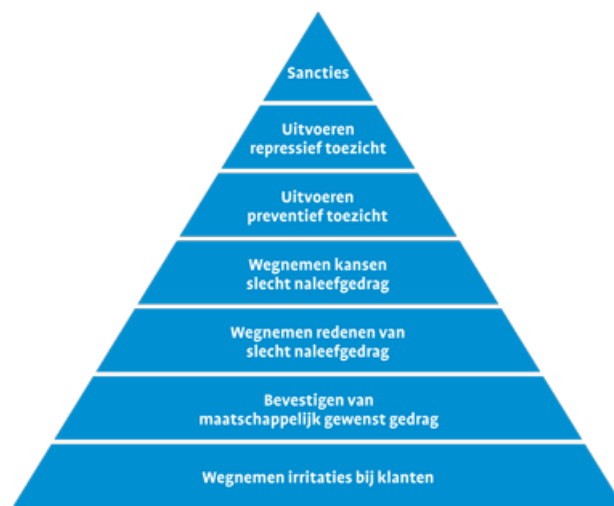 Sancties
Uitvoeren
repressief toezicht
Uitvoeren
preventief toezicht
Wegnemen kansen
slecht naleefgedrag
Wegnemen redenen van
slecht naleefgedrag
Bevestigen van
maatschappelijk gewenst gedrag
Wegnemen irritaties bij klanten